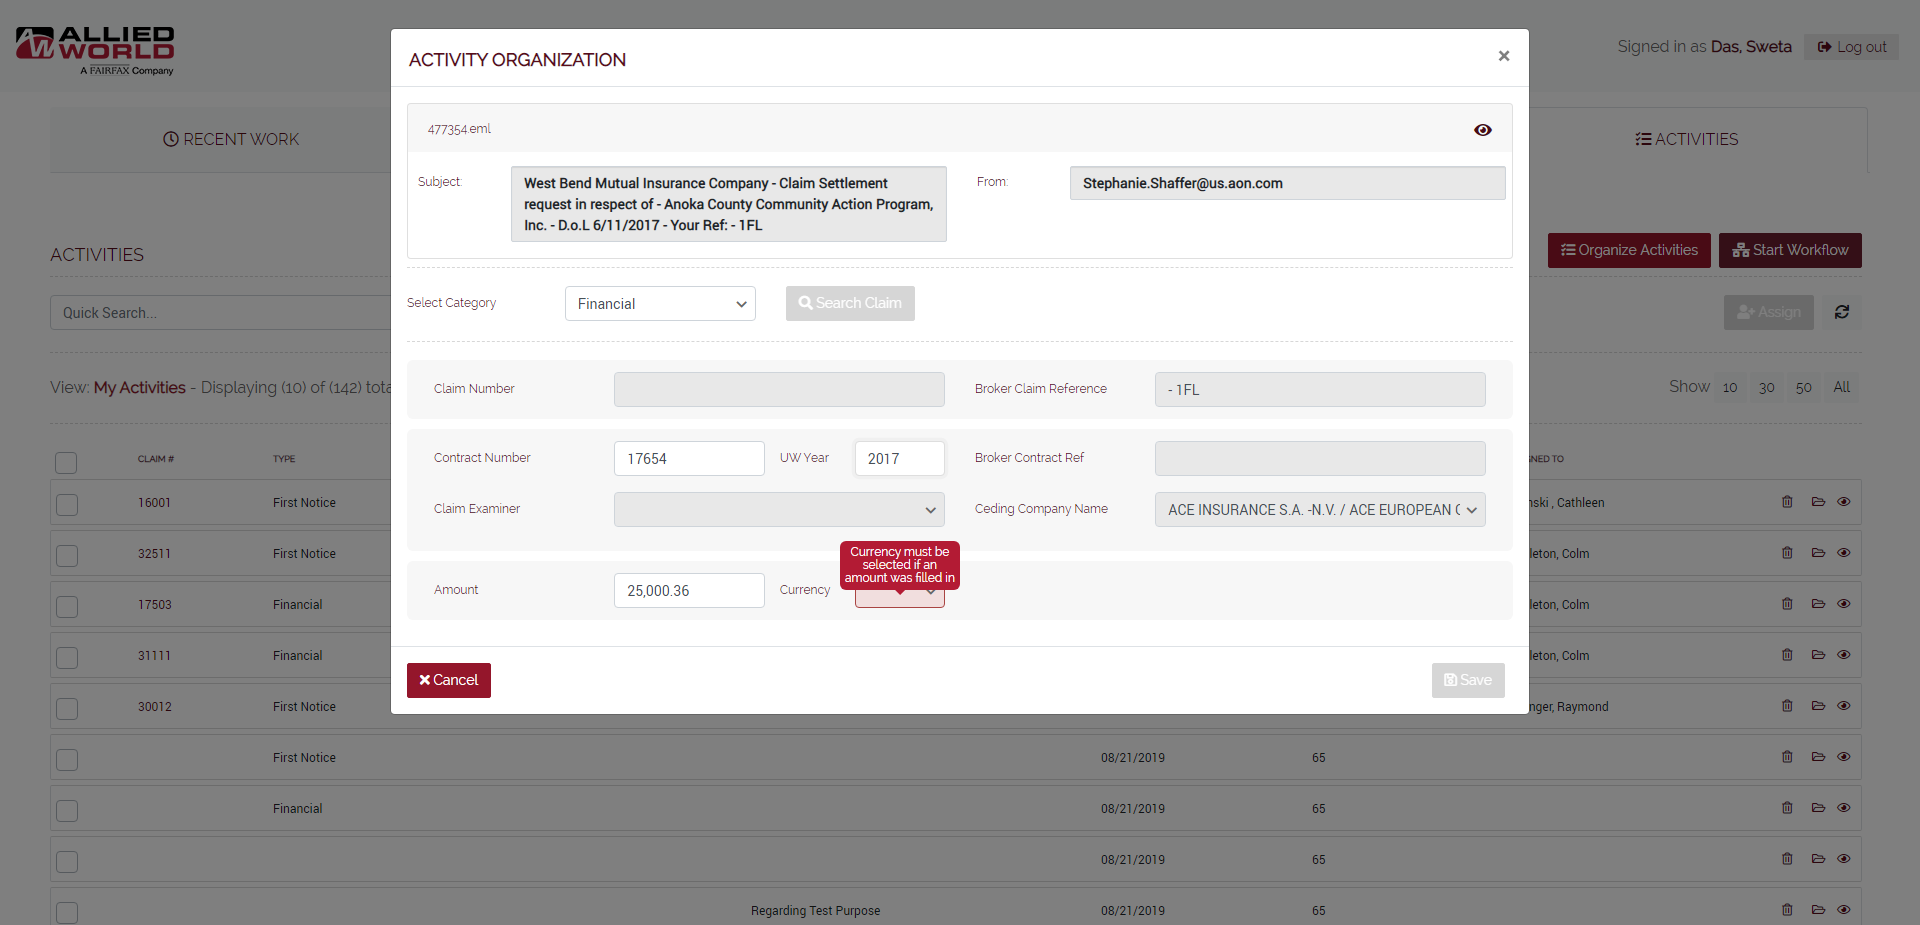 ALLIED
WORLD
A FAIRFAX Company
Signed in as Das, Sweta
Log out
RECENT WORK
ACTIVITIES
ACTIVITIES
Organize Activities
Start Workflow
Quick Search...
Assign
View: My Activities - Displaying (10) of (142) tota
Show 10 30 50 All
CLAIM #
TYPE
NED TO
16001 First Notice nski , Cathleen
32511 First Notice leton, Colm
17503 Financial leton, Colm
31111 Financial leton, Colm
30012 First Notice nger, Raymond
First Notice 08/21/2019 65
Financial 08/21/2019 65
08/21/2019 65
Regarding Test Purpose 08/21/2019 65
ACTIVITY ORGANIZATION
×
477354.eml
Subject:
West Bend Mutual Insurance Company - Claim Settlement
request in respect of - Anoka County Community Action Program,
Inc. - D.o.L 6/11/2017 - Your Ref: - 1FL
From:
Stephanie.Shaffer@us.aon.com
Select Category
Financial
Search Claim
Claim Number
Broker Claim Reference
- 1FL
Contract Number
17654
UW Year
2017
Broker Contract Ref
Claim Examiner
Ceding Company Name
ACE INSURANCE S.A. -N.V. / ACE EUROPEAN
Currency must be
selected if an
amount was filled in
Amount
25,000.36
Currency
Cancel
Save